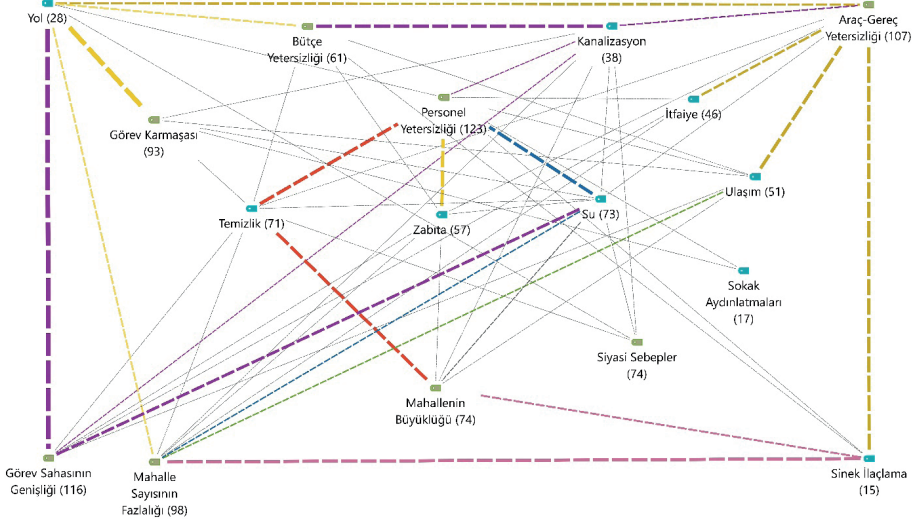 Yol (28)
Bütçe
Yetersizliği (61)
Kanalizasyon
(38)
Araç-Gereç
Yetersizliği (107)
Personel
Yetersizliği (123)
İtfaiye (46)
Görev Karmaşası
(93)
Ulaşım (51)
Temizlik (71)
Zabıta (57)
Su (73)
Sokak
Aydınlatmaları
(17)
Siyasi Sebepler
(74)
Mahallenin
Büyüklüğü (74)
Görev Sahasının
Genişliği (116)
Mahalle
Sayısının
Fazlalığı (98)
Sinek İlaçlama
(15)